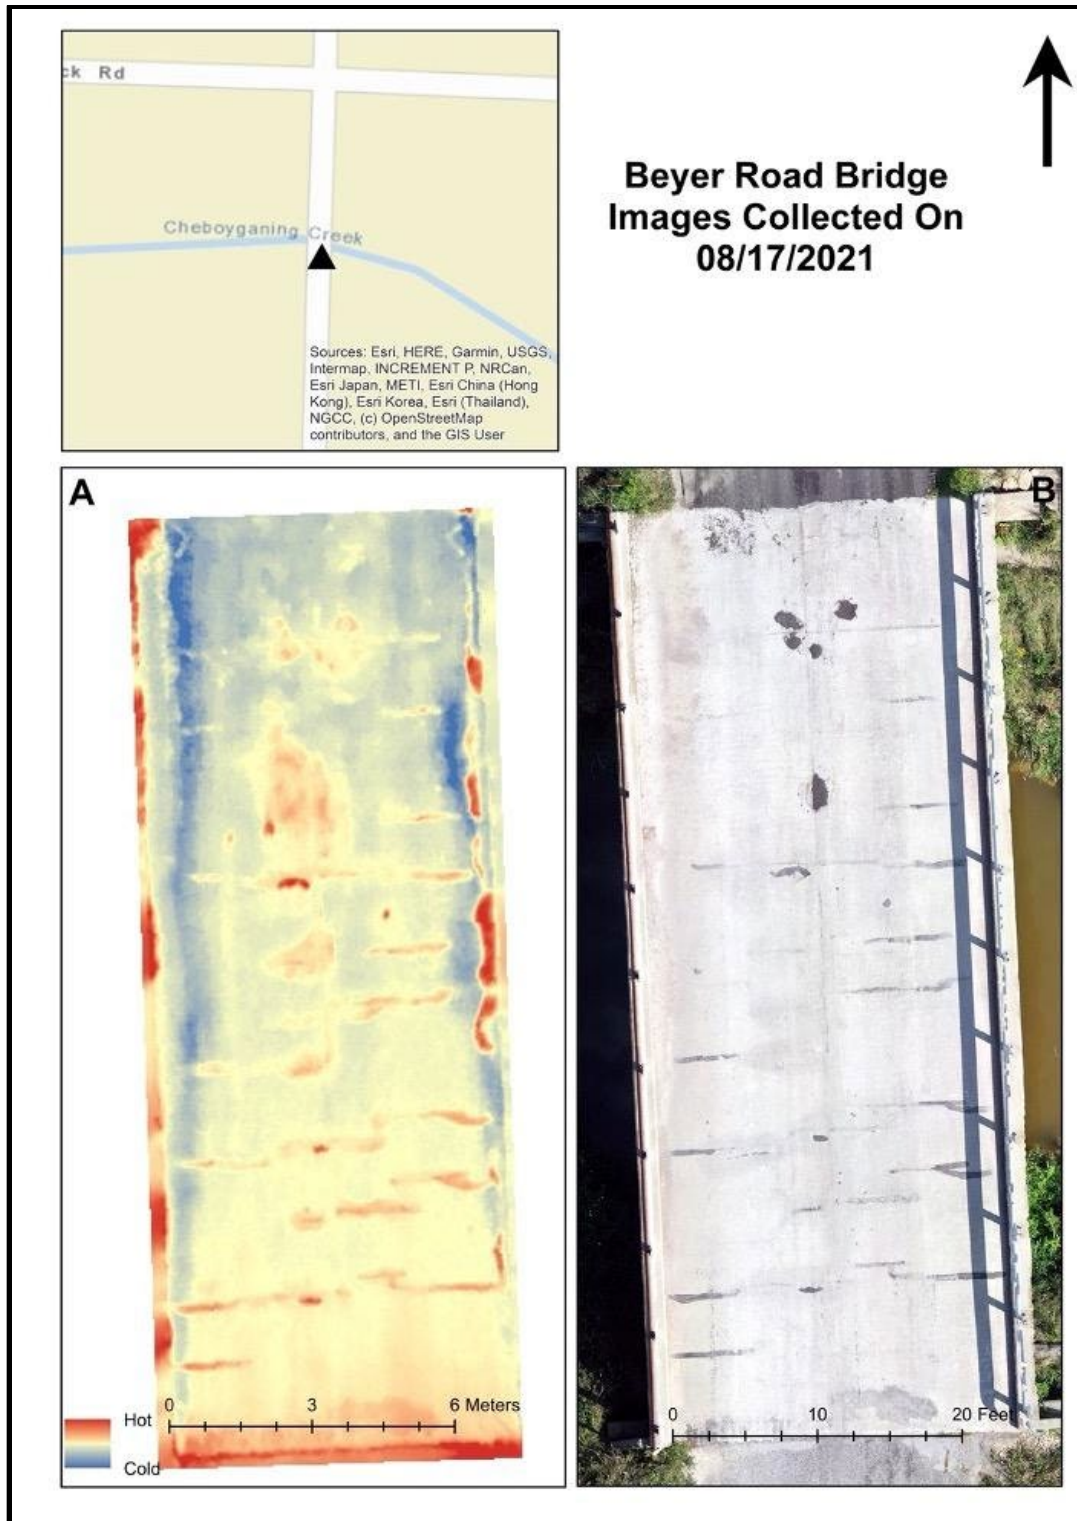 ck Rd
Cheboyganing Creek
Sources: Esri, HERE, Garmin, USGS,
Intermap, INCREMENT P, NRCan,
Esri Japan, METI, Esri China (Hong
Kong), Esri Korea, Esri (Thailand),
NGCC, (c) OpenStreetMap
contributors, and the GIS User
Beyer Road Bridge
Images Collected On
08/17/2021
A
Hot
Cold
0 3 6 Meters
B
0 10 20 Feet